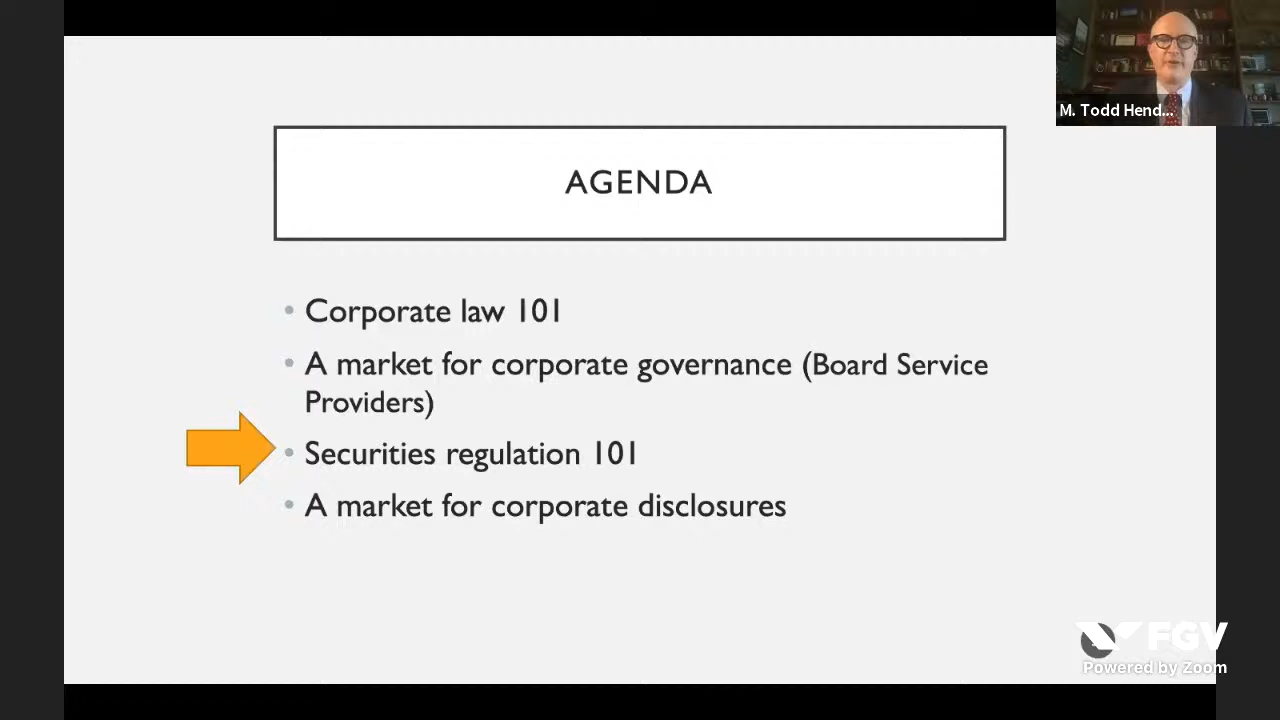 M. Todd Hend...
AGENDA
• Corporate law 101
• A market for corporate governance (Board Service
Providers)
• Securities regulation 101
• A market for corporate disclosures
FGV
Powered by Zoom